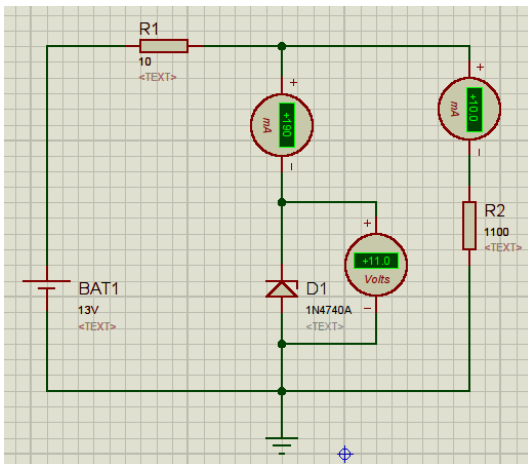 R1
10
<TEXT>
+
mA
+190
-
+
mA
+10.0
-
R2
1100
<TEXT>
+
+11.0
Volts
-
BAT1
13V
<TEXT>
D1
1N4740A
<TEXT>